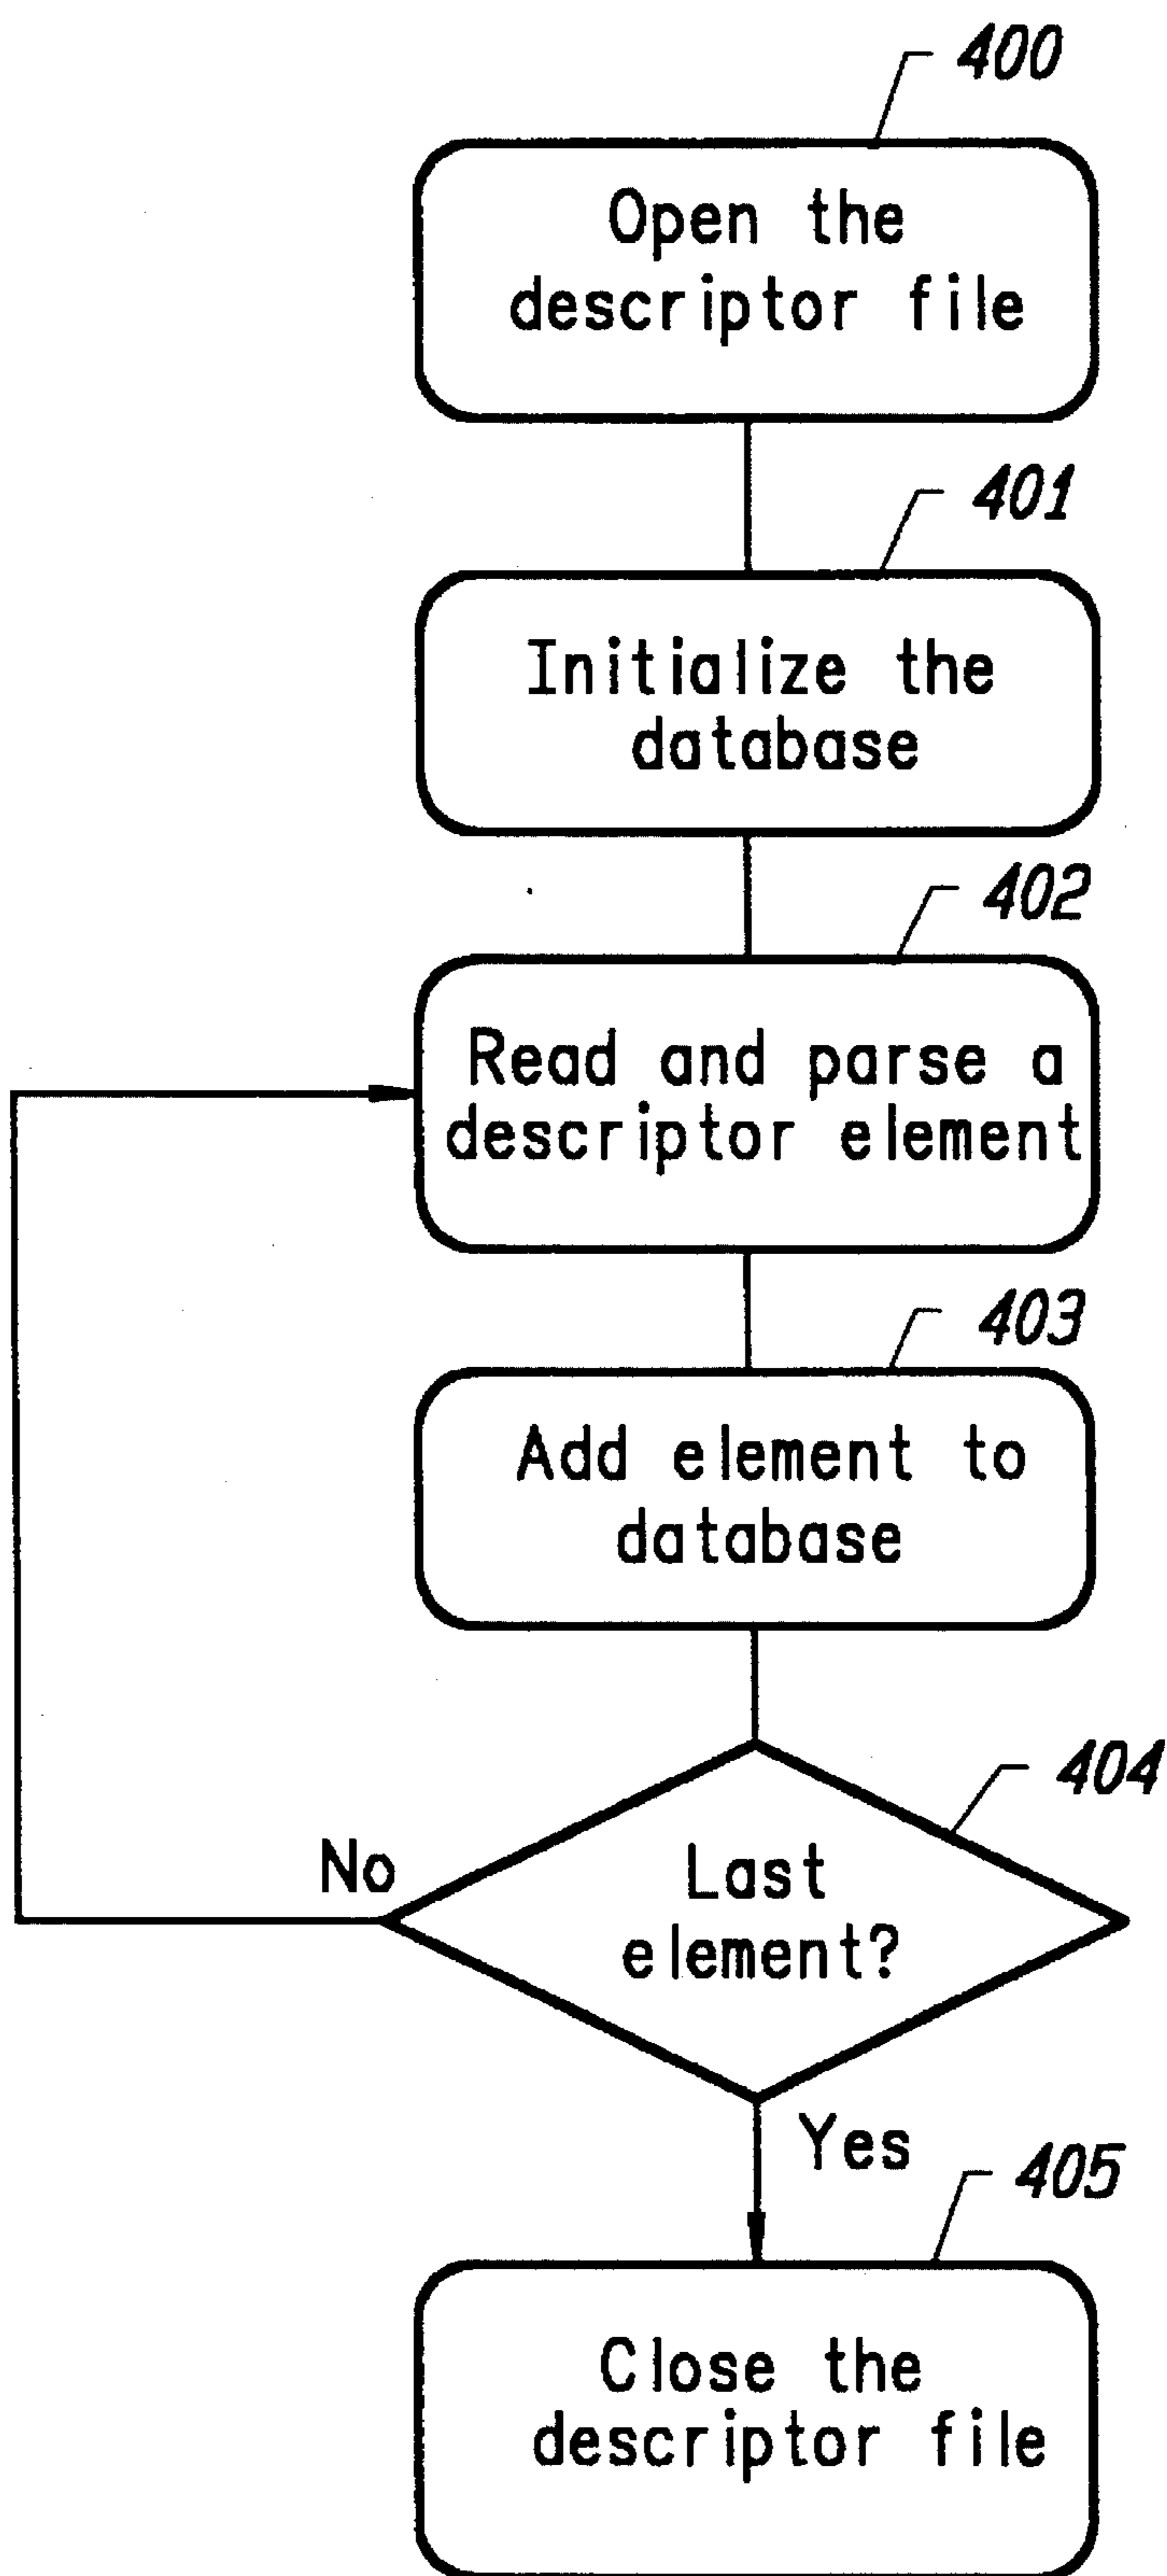 400
Open the
descriptor file
401
Initialize the
database
402
Read and parse a
descriptor element
403
Add element to
database
404
No
Last
element?
Yes
405
Close the
descriptor file